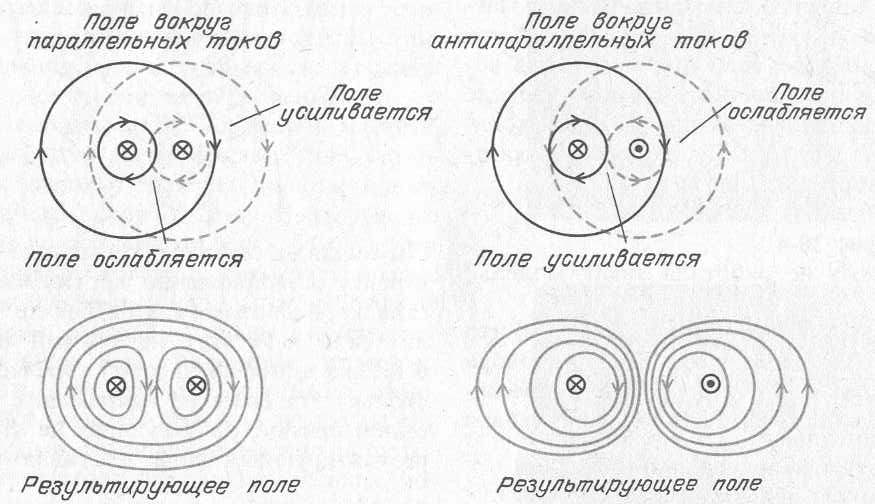 Поле вокруг
параллельных токов
Поле
усиливается
Поле ослабляется
Результирующее поле
Поле вокруг
антипараллельных токов
Поле
ослабляется
Поле усиливается
Результирующее поле